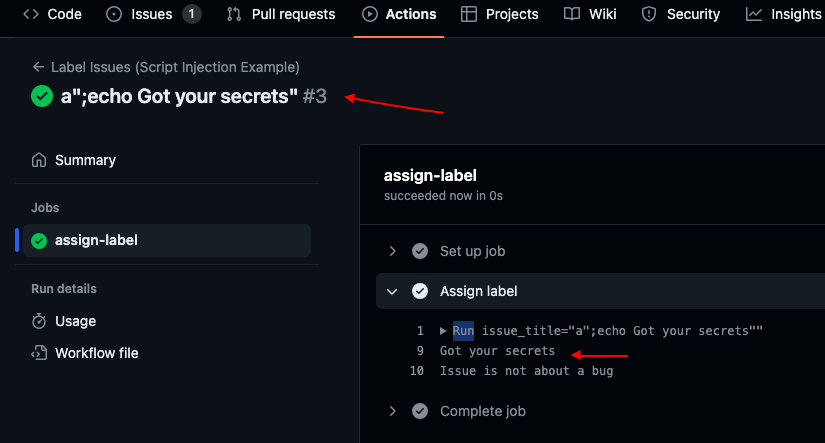 Code Issues 1 Pull requests Actions Projects Wiki Security Insights
← Label Issues (Script Injection Example)
a";echo Got your secrets" #3
Summary
Jobs
assign-label
Run details
Usage
Workflow file
assign-label
succeeded now in 0s
Set up job
Assign label
1 ▶ Run issue_title="a";echo Got your secrets""
9 Got your secrets
10 Issue is not about a bug
Complete job